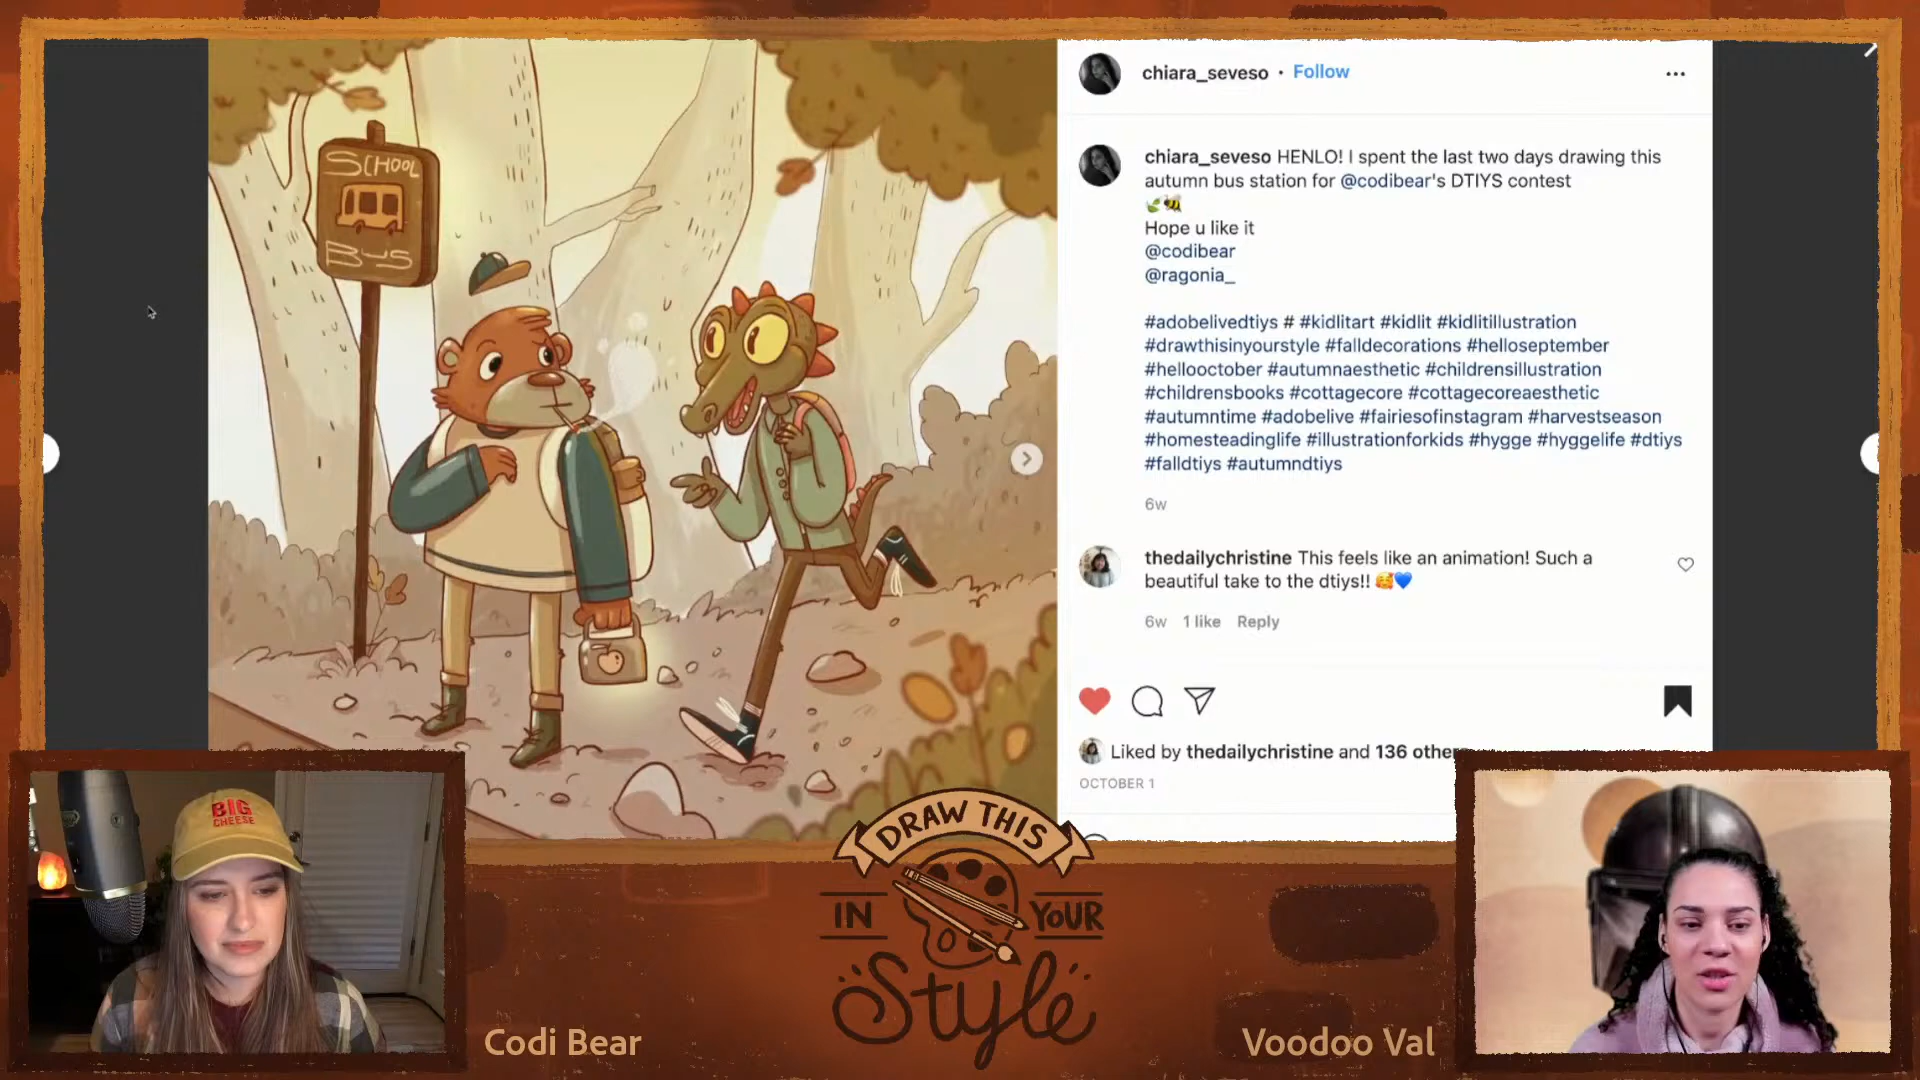 SCHOOL
BUS
chiara_seveso • Follow
chiara_seveso HENLO! I spent the last two days drawing this
autumn bus station for @codibear's DTIYS contest
Hope u like it
@codibear
@ragonia_
#adobelivedtiys # #kidlitart #kidlit #kidlitillustration
#drawthisinyourstyle #falldecorations #helloseptember
#hellooctober #autumnaesthetic #childrensillustration
#childrensbooks #cottagecore #cottagecoreaesthetic
#autumntime #adobelive #fairiesofinstagram #harvestseason
#homesteadinglife #illustrationforkids #hygge #hyggelife #dtiys
#falldtiys #autumndtiys
6w
thedailychristine This feels like an animation! Such a
beautiful take to the dtiys!!
6w 1 like Reply
Liked by thedailychristine and 136 others
OCTOBER 1
BIG
CHEESE
DRAW THIS
IN YOUR
Style
Codi Bear
Voodoo Val